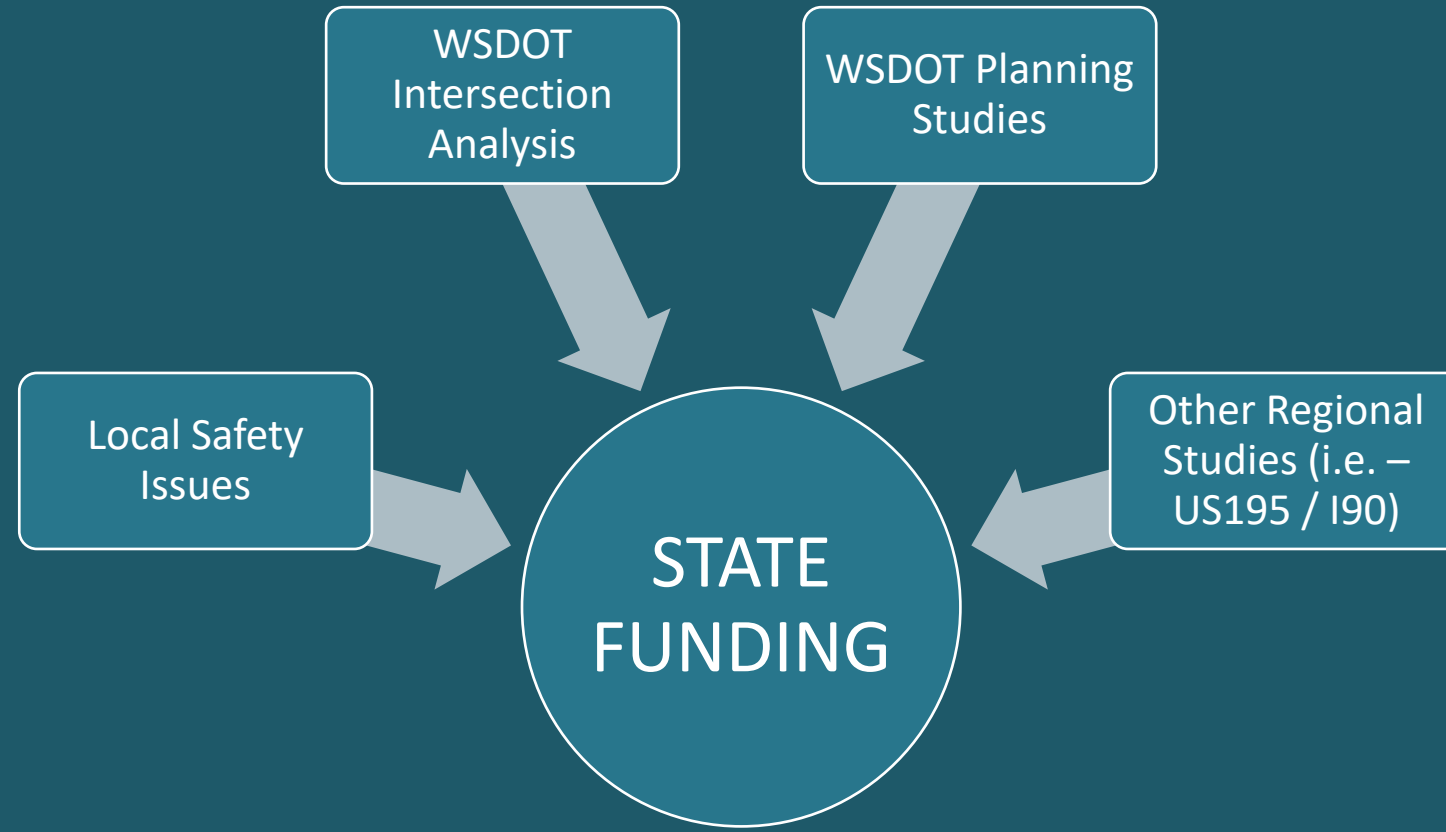 WSDOT
Intersection
Analysis
WSDOT Planning
Studies
Local Safety
Issues
Other Regional
Studies (i.e. –
US195 / I90)
STATE
FUNDING